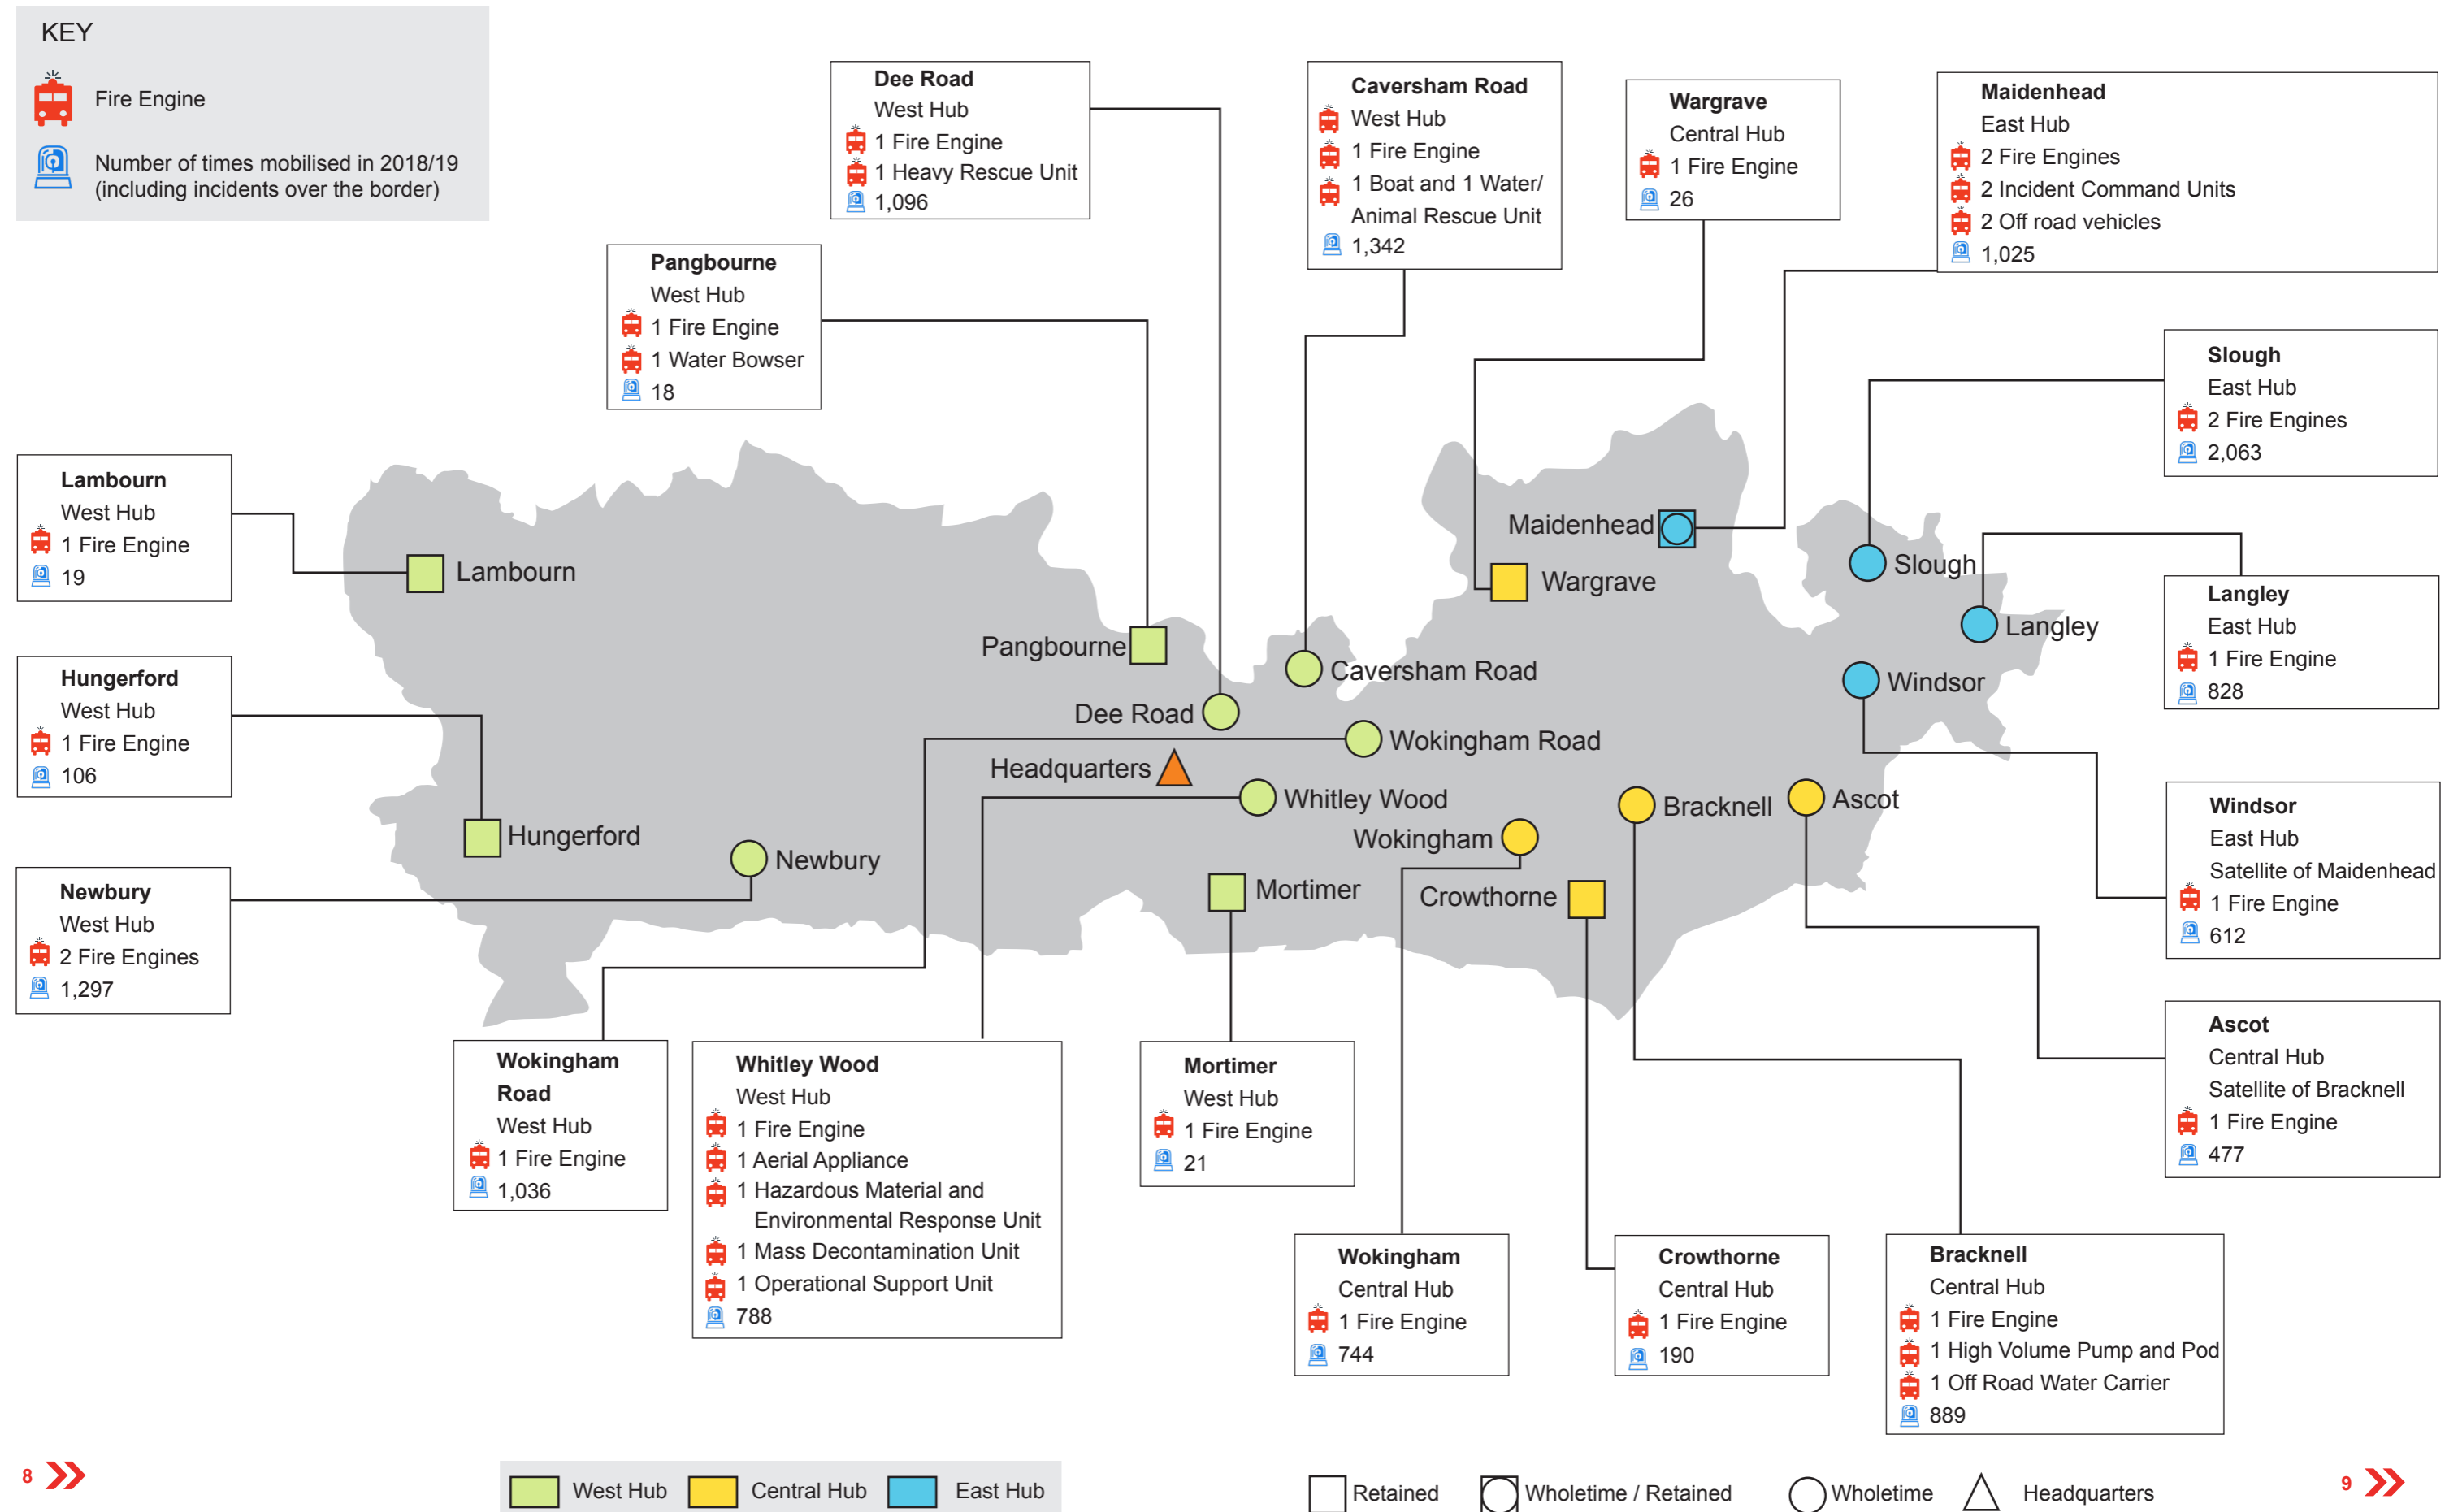 KEY
Fire Engine
Number of times mobilised in 2018/19
(including incidents over the border)
Dee Road
West Hub
1 Fire Engine
1 Heavy Rescue Unit
1,096
Caversham Road
West Hub
1 Fire Engine
1 Boat and 1 Water/
Animal Rescue Unit
1,342
Wargrave
Central Hub
1 Fire Engine
26
Maidenhead
East Hub
2 Fire Engines
2 Incident Command Units
2 Off road vehicles
1,025
Pangbourne
West Hub
1 Fire Engine
1 Water Bowser
18
Slough
East Hub
2 Fire Engines
2,063
Lambourn
West Hub
1 Fire Engine
19
Langley
East Hub
1 Fire Engine
828
Hungerford
West Hub
1 Fire Engine
106
Newbury
West Hub
2 Fire Engines
1,297
Windsor
East Hub
Satellite of Maidenhead
1 Fire Engine
612
Ascot
Central Hub
Satellite of Bracknell
1 Fire Engine
477
Maidenhead
Slough
Lambourn
Wargrave
Langley
Pangbourne
Caversham Road
Windsor
Dee Road
Wokingham Road
Headquarters
Whitley Wood
Bracknell
Ascot
Wokingham
Hungerford
Newbury
Mortimer
Crowthorne
Wokingham
Road
West Hub
1 Fire Engine
1,036
Whitley Wood
West Hub
1 Fire Engine
1 Aerial Appliance
1 Hazardous Material and
Environmental Response Unit
1 Mass Decontamination Unit
1 Operational Support Unit
788
Mortimer
West Hub
1 Fire Engine
21
Wokingham
Central Hub
1 Fire Engine
744
Crowthorne
Central Hub
1 Fire Engine
190
Bracknell
Central Hub
1 Fire Engine
1 High Volume Pump and Pod
1 Off Road Water Carrier
889
8
West Hub
Central Hub
East Hub
Retained
Wholetime / Retained
Wholetime
Headquarters
9